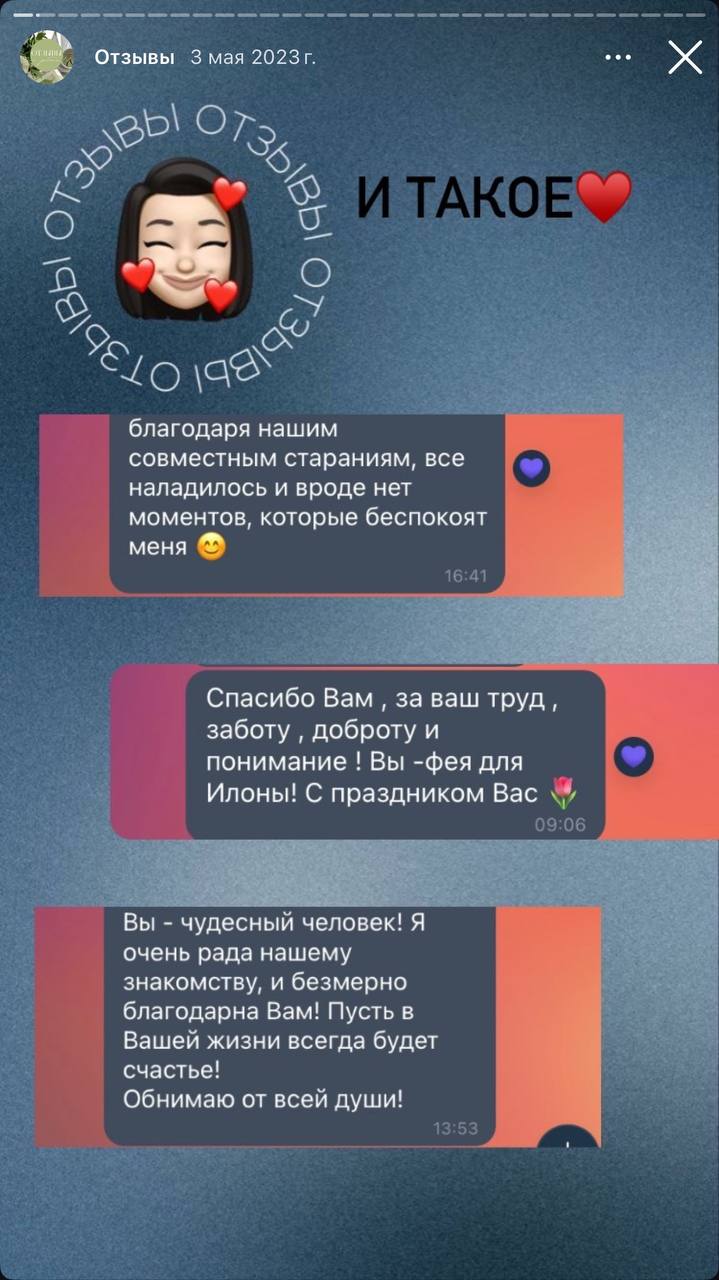 Отзывы 3 мая 2023 г.
ОТЗЫВЫ ОТЗЫВЫ ОТЗЫВЫ ОТЗЫВЫ
И ТАКОЕ❤️
благодаря нашим
совместным стараниям, все
наладилось и вроде нет
моментов, которые беспокоят
меня 😊
16:41
Спасибо Вам , за ваш труд ,
заботу , доброту и
понимание ! Вы -фея для
Илоны! С праздником Вас 🌷
09:06
Вы - чудесный человек! Я
очень рада нашему
знакомству, и безмерно
благодарна Вам! Пусть в
Вашей жизни всегда будет
счастье!
Обнимаю от всей души!
13:53